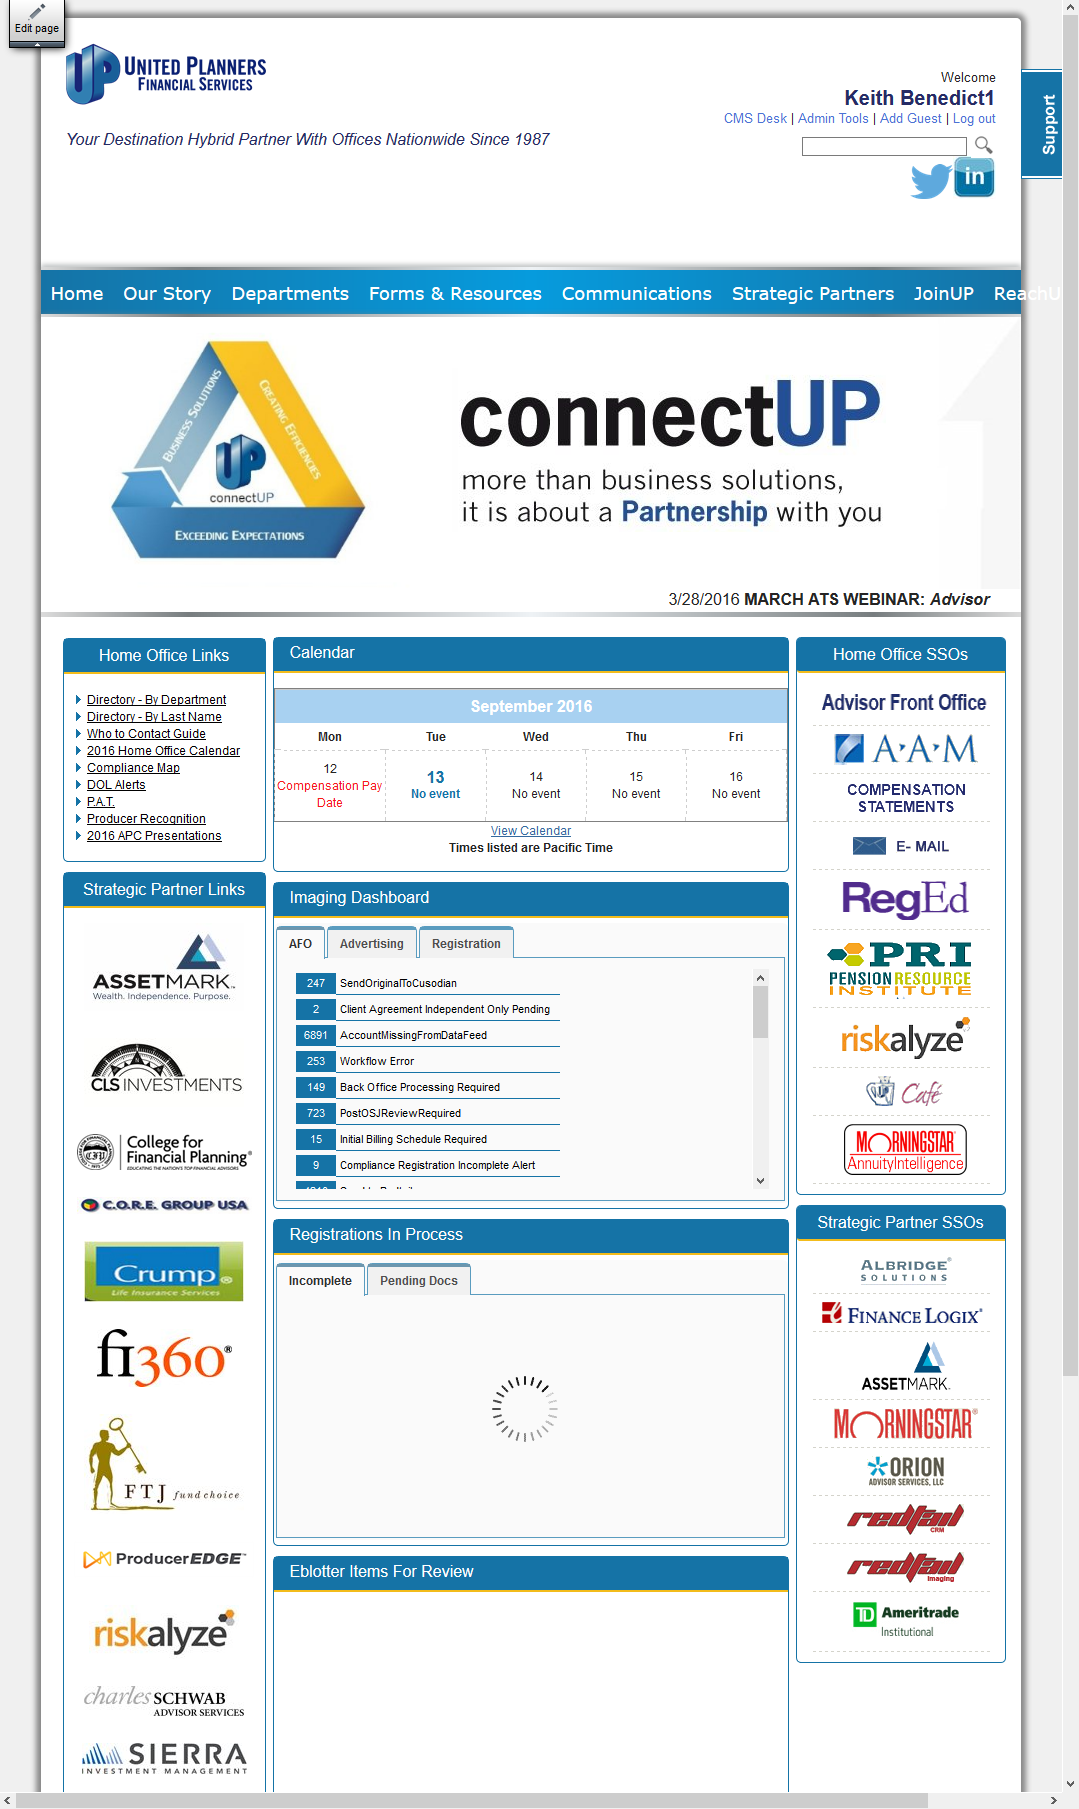 Edit page
UNITED PLANNERS
FINANCIAL SERVICES
Your Destination Hybrid Partner With Offices Nationwide Since 1987
Welcome
Keith Benedict1
CMS Desk | Admin Tools | Add Guest | Log out
in
Support
Home Our Story Departments Forms & Resources Communications Strategic Partners JoinUP ReachU
BUSINESS SOLUTIONS
CREATING EFFICIENCIES
UP
connectUP
EXCEEDING EXPECTATIONS
connectUP
more than business solutions,
it is about a Partnership with you
3/28/2016 MARCH ATS WEBINAR: Advisor
Home Office Links
Directory - By Department
Directory - By Last Name
Who to Contact Guide
2016 Home Office Calendar
Compliance Map
DOL Alerts
P.A.T.
Producer Recognition
2016 APC Presentations
Strategic Partner Links
ASSETMARK™
Wealth. Independence. Purpose.
CLS INVESTMENTS
College for
Financial Planning®
EDUCATING THE NATION'S TOP FINANCIAL ADVISORS
C.O.R.E. GROUP USA
Crump®
Life Insurance Services
fi360®
FTJ fundchoice
ProducerEDGE™
riskalyze
charles SCHWAB
ADVISOR SERVICES
SIERRA
INVESTMENT MANAGEMENT
Calendar
September 2016
Mon Tue Wed Thu Fri
12 13 14 15 16
Compensation Pay Date No event No event No event No event
View Calendar
Times listed are Pacific Time
Imaging Dashboard
AFO Advertising Registration
247 SendOriginalToCusodian
2 Client Agreement Independent Only Pending
6891 AccountMissingFromDataFeed
253 Workflow Error
149 Back Office Processing Required
723 PostOSJReviewRequired
15 Initial Billing Schedule Required
9 Compliance Registration Incomplete Alert
Registrations In Process
Incomplete Pending Docs
Eblotter Items For Review
Home Office SSOs
Advisor Front Office
A·A·A·M
COMPENSATION
STATEMENTS
E- MAIL
RegEd
PRI
PENSION RESOURCE
INSTITUTE
riskalyze
UP Café
MORNINGSTAR®
AnnuityIntelligence
Strategic Partner SSOs
ALBRIDGE®
SOLUTIONS
FINANCE LOGIX®
ASSETMARK.
MORNINGSTAR®
ORION
ADVISOR SERVICES, LLC
redtail
CRM
redtail
Imaging
TD Ameritrade
Institutional